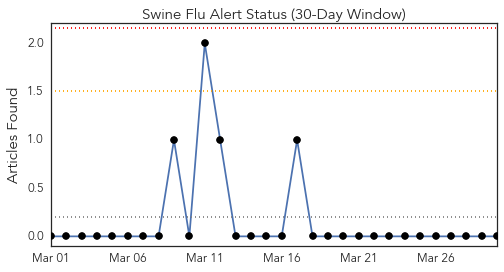 Swine Flu Alert Status (30-Day Window)
Articles Found
2.0
1.5
1.0
0.5
0.0
Mar 01 Mar 06 Mar 11 Mar 16 Mar 21 Mar 26